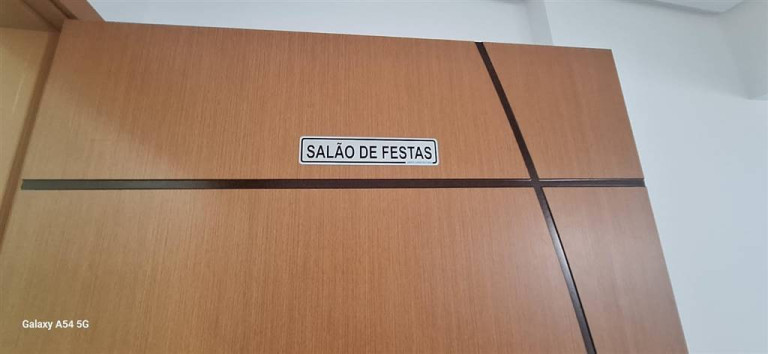 SALÃO DE FESTAS
Galaxy A54 5G